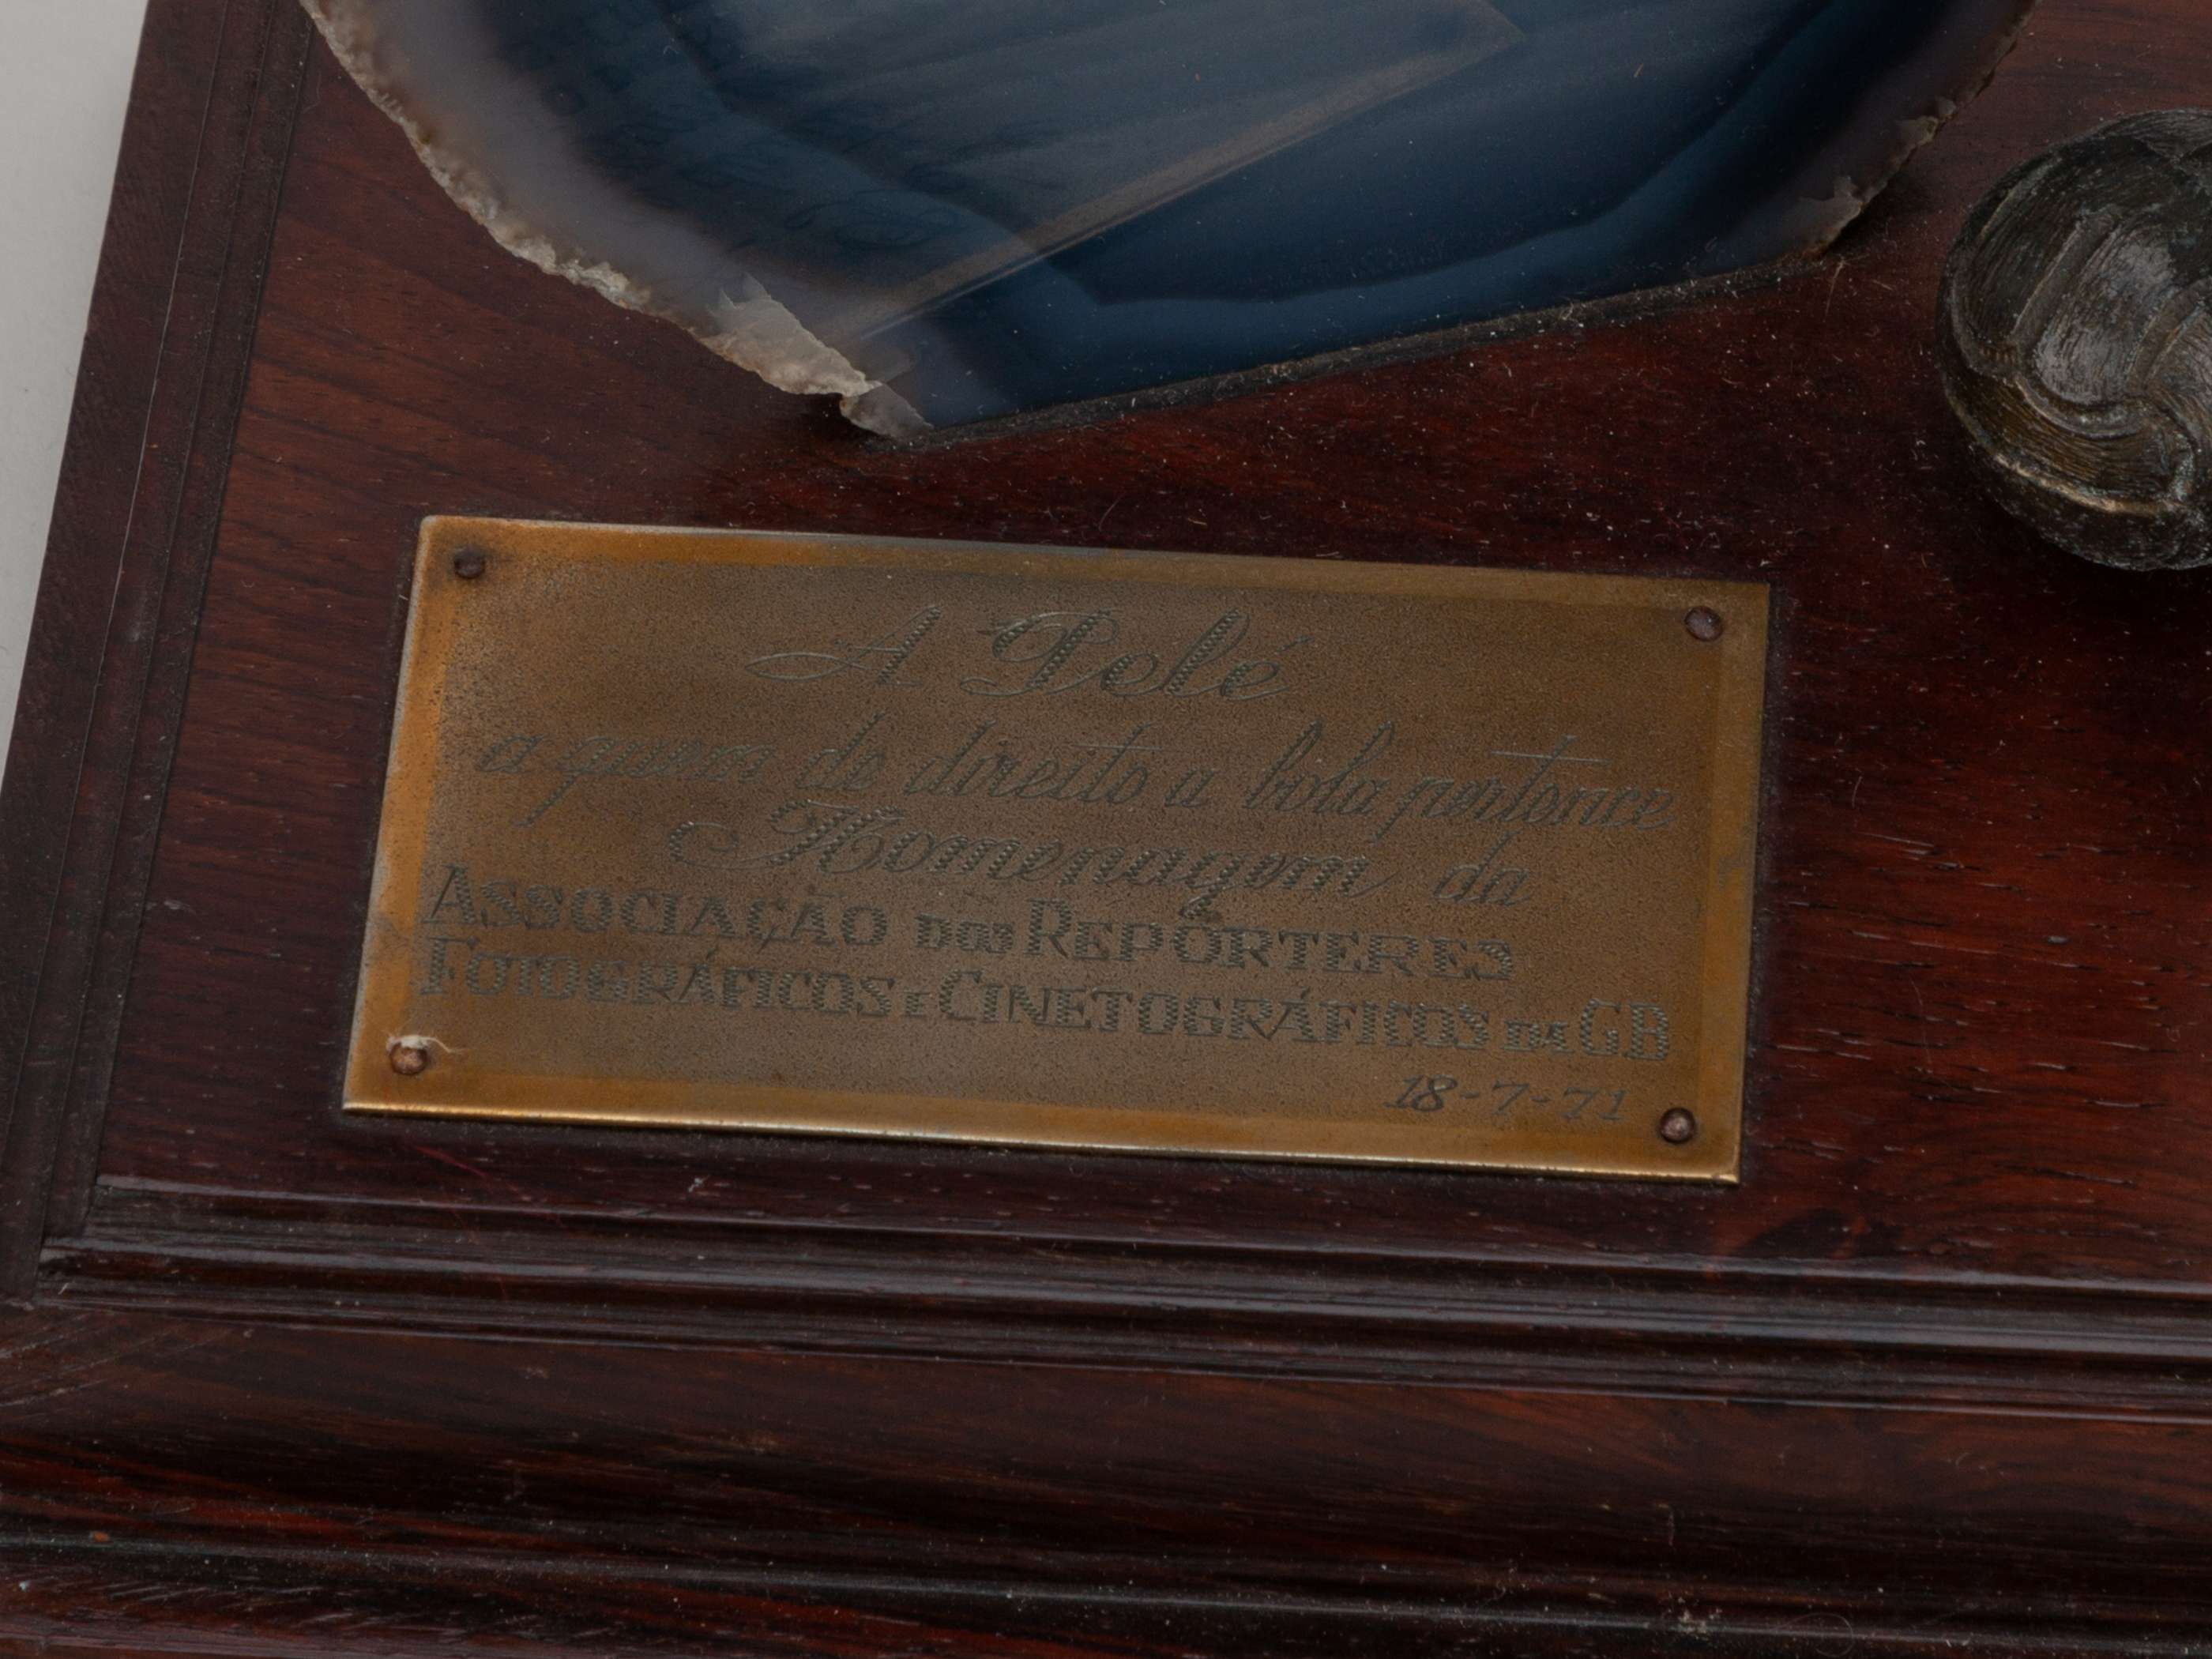 A Pelé
a quem de direito a bola pertence
Homenagem da
ASSOCIAÇÃO DOS REPÓRTERES
FOTOGRÁFICOS E CINETOGRÁFICOS DA GB
18-7-71